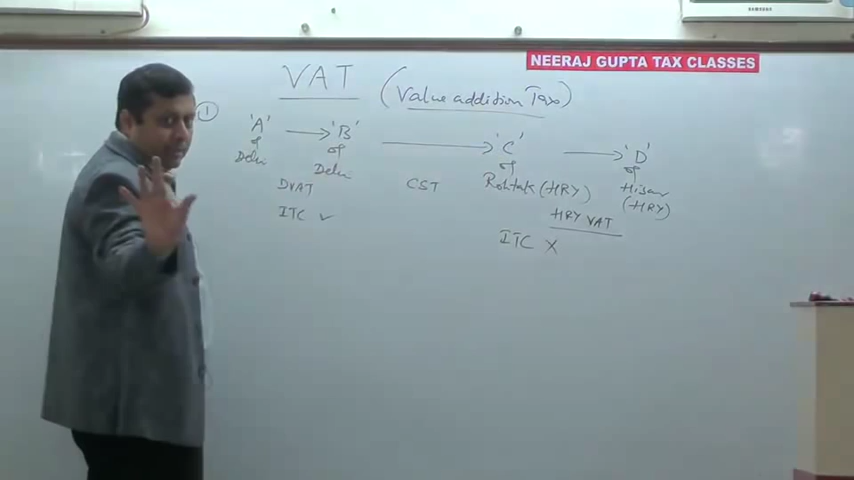 NEERAJ GUPTA TAX CLASSES
VAT (Value addition Tax)
① 'A' → 'B' → 'C' → 'D'
of of of of
Delhi Delhi Rohtak (HRY) Hisar (HRY)
DVAT CST HRY VAT
ITC ✓ ITC X